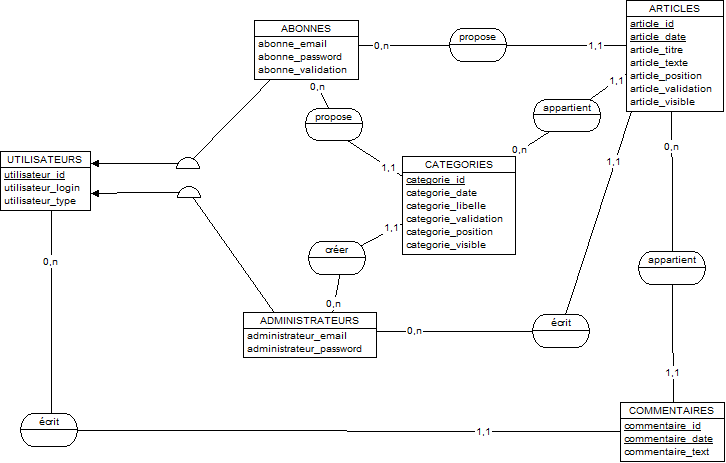 ABONNES
abonne_email
abonne_password
abonne_validation
0,n
propose
1,1
ARTICLES
article_id
article_date
article_titre
article_texte
article_position
article_validation
article_visible
0,n
propose
1,1
1,1
appartient
0,n
UTILISATEURS
utilisateur_id
utilisateur_login
utilisateur_type
CATEGORIES
categorie_id
categorie_date
categorie_libelle
categorie_validation
categorie_position
categorie_visible
1,1
0,n
1,1
créer
0,n
0,n
appartient
1,1
ADMINISTRATEURS
administrateur_email
administrateur_password
0,n
écrit
COMMENTAIRES
commentaire_id
commentaire_date
commentaire_text
écrit
1,1